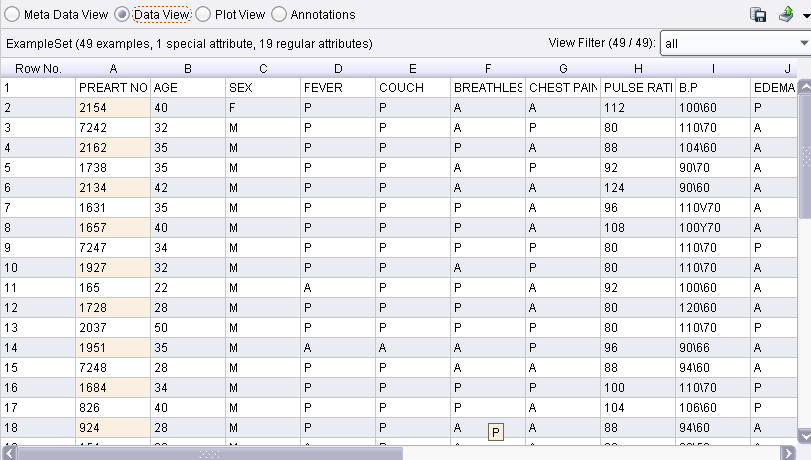 Meta Data View Data View Plot View Annotations
ExampleSet (49 examples, 1 special attribute, 19 regular attributes) View Filter (49 / 49): all
Row No. A B C D E F G H I J
1 PREART NO AGE SEX FEVER COUCH BREATHLES CHEST PAIN PULSE RATI B.P EDEMA
2 2154 40 F P P A A 112 100\60 P
3 7242 32 M P P A P 80 110\70 A
4 2162 35 M P P P A 88 104\60 A
5 1738 35 M P P A P 92 90\70 A
6 2134 42 M P P A A 124 90\60 A
7 1631 35 M P P P A 96 110V70 A
8 1657 40 M P P P A 108 100Y70 A
9 7247 34 M P P P P 80 110\70 P
10 1927 32 M P P A P 80 110\70 A
11 165 22 M A P P A 92 100\60 A
12 1728 28 M P P P A 80 120\60 A
13 2037 50 M P P P P 80 110\70 P
14 1951 35 M A A A P 96 90\66 A
15 7248 28 M P P A A 88 94\60 A
16 1684 34 M P P P P 100 110\70 P
17 826 40 M P P P A 104 106\60 P
18 924 28 M P P A P A 88 94\60 A